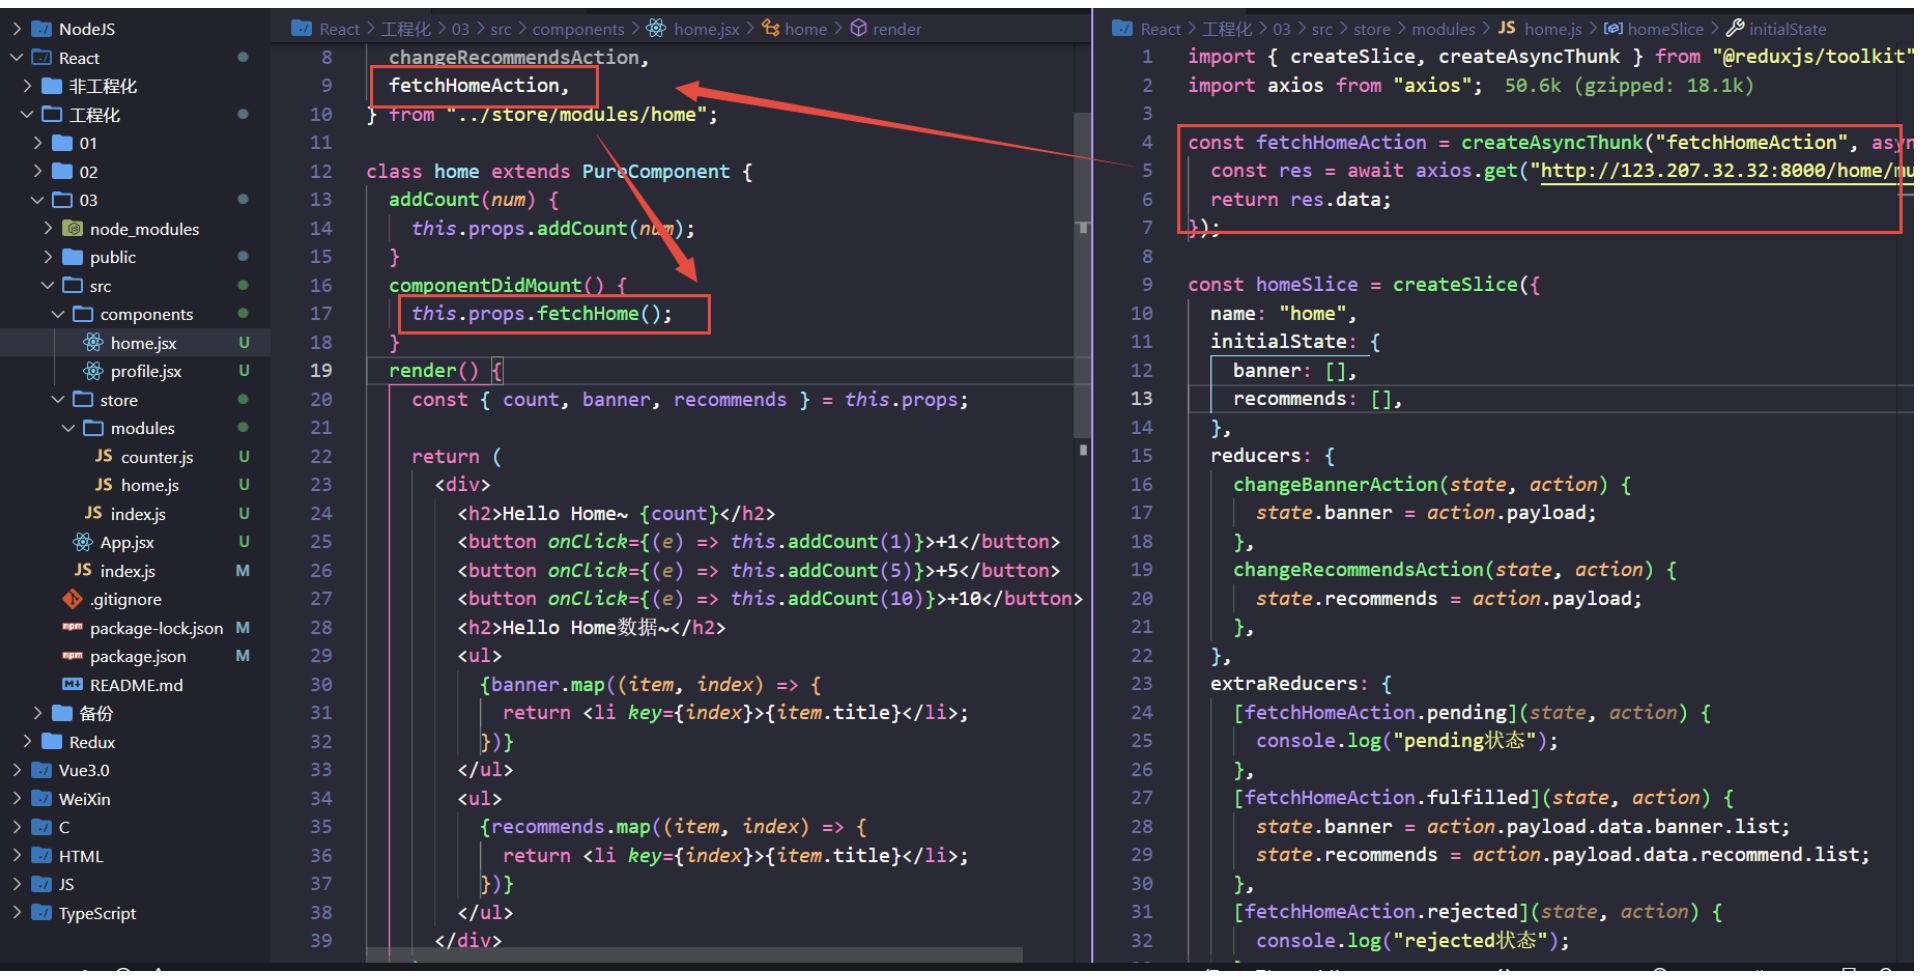 NodeJS
React
非工程化
工程化
01
02
03
node_modules
public
src
components
home.jsx U
profile.jsx U
store
modules
JS counter.js U
JS home.js U
JS index.js U
App.jsx U
JS index.js M
.gitignore
npm package-lock.json M
npm package.json M
M↓ README.md
备份
Redux
Vue3.0
WeiXin
C
HTML
JS
TypeScript
React > 工程化 > 03 > src > components > home.jsx > home > render
8 changeRecommendsAction,
9 fetchHomeAction,
10 } from "../store/modules/home";
11
12 class home extends PureComponent {
13 addCount(num) {
14 this.props.addCount(num);
15 }
16 componentDidMount() {
17 this.props.fetchHome();
18 }
19 render() {
20 const { count, banner, recommends } = this.props;
21
22 return (
23 <div>
24 <h2>Hello Home~ {count}</h2>
25 <button onClick={(e) => this.addCount(1)}>+1</button>
26 <button onClick={(e) => this.addCount(5)}>+5</button>
27 <button onClick={(e) => this.addCount(10)}>+10</button>
28 <h2>Hello Home数据~</h2>
29 <ul>
30 {banner.map((item, index) => {
31 return <li key={index}>{item.title}</li>;
32 })}
33 </ul>
34 <ul>
35 {recommends.map((item, index) => {
36 return <li key={index}>{item.title}</li>;
37 })}
38 </ul>
39 </div>
React > 工程化 > 03 > src > store > modules > JS home.js > homeSlice > initialState
1 import { createSlice, createAsyncThunk } from "@reduxjs/toolkit"
2 import axios from "axios"; 50.6k (gzipped: 18.1k)
3
4 const fetchHomeAction = createAsyncThunk("fetchHomeAction", asyn
5 const res = await axios.get("http://123.207.32.32:8000/home/mu
6 return res.data;
7 });
8
9 const homeSlice = createSlice({
10 name: "home",
11 initialState: {
12 banner: [],
13 recommends: [],
14 },
15 reducers: {
16 changeBannerAction(state, action) {
17 state.banner = action.payload;
18 },
19 changeRecommendsAction(state, action) {
20 state.recommends = action.payload;
21 },
22 },
23 extraReducers: {
24 [fetchHomeAction.pending](state, action) {
25 console.log("pending状态");
26 },
27 [fetchHomeAction.fulfilled](state, action) {
28 state.banner = action.payload.data.banner.list;
29 state.recommends = action.payload.data.recommend.list;
30 },
31 [fetchHomeAction.rejected](state, action) {
32 console.log("rejected状态");